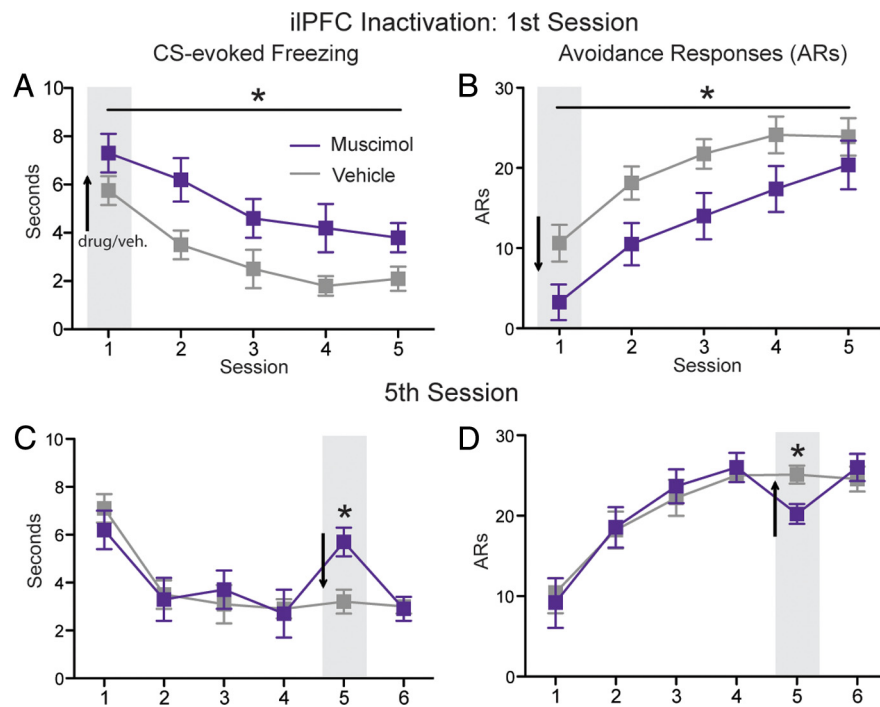 ilPFC Inactivation: 1st Session
CS-evoked Freezing
Avoidance Responses (ARs)
A
10
8
6
4
2
0
Seconds
*
Muscimol
Vehicle
drug/veh.
1 2 3 4 5
Session
B
30
20
10
0
ARs
*
1 2 3 4 5
Session
5th Session
C
10
8
6
4
2
0
Seconds
*
1 2 3 4 5 6
D
30
20
10
0
ARs
*
1 2 3 4 5 6